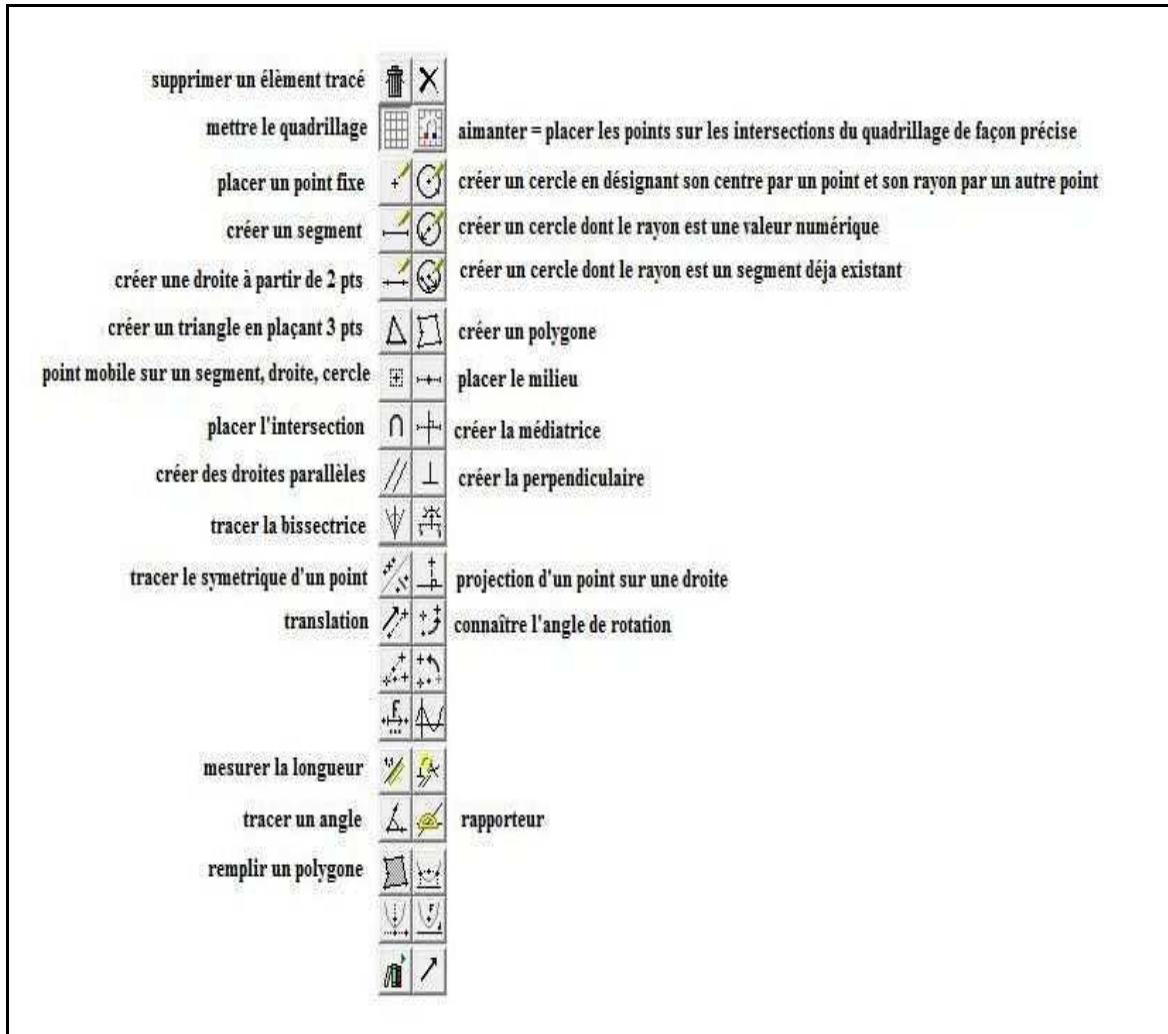 supprimer un élèment tracé
mettre le quadrillage
aimanter = placer les points sur les intersections du quadrillage de façon précise
placer un point fixe
créer un cercle en désignant son centre par un point et son rayon par un autre point
créer un segment
créer un cercle dont le rayon est une valeur numérique
créer une droite à partir de 2 pts
créer un cercle dont le rayon est un segment déja existant
créer un triangle en plaçant 3 pts
créer un polygone
point mobile sur un segment, droite, cercle
placer le milieu
placer l'intersection
créer la médiatrice
créer des droites parallèles
créer la perpendiculaire
tracer la bissectrice
tracer le symetrique d'un point
projection d'un point sur une droite
translation
connaître l'angle de rotation
mesurer la longueur
tracer un angle
rapporteur
remplir un polygone